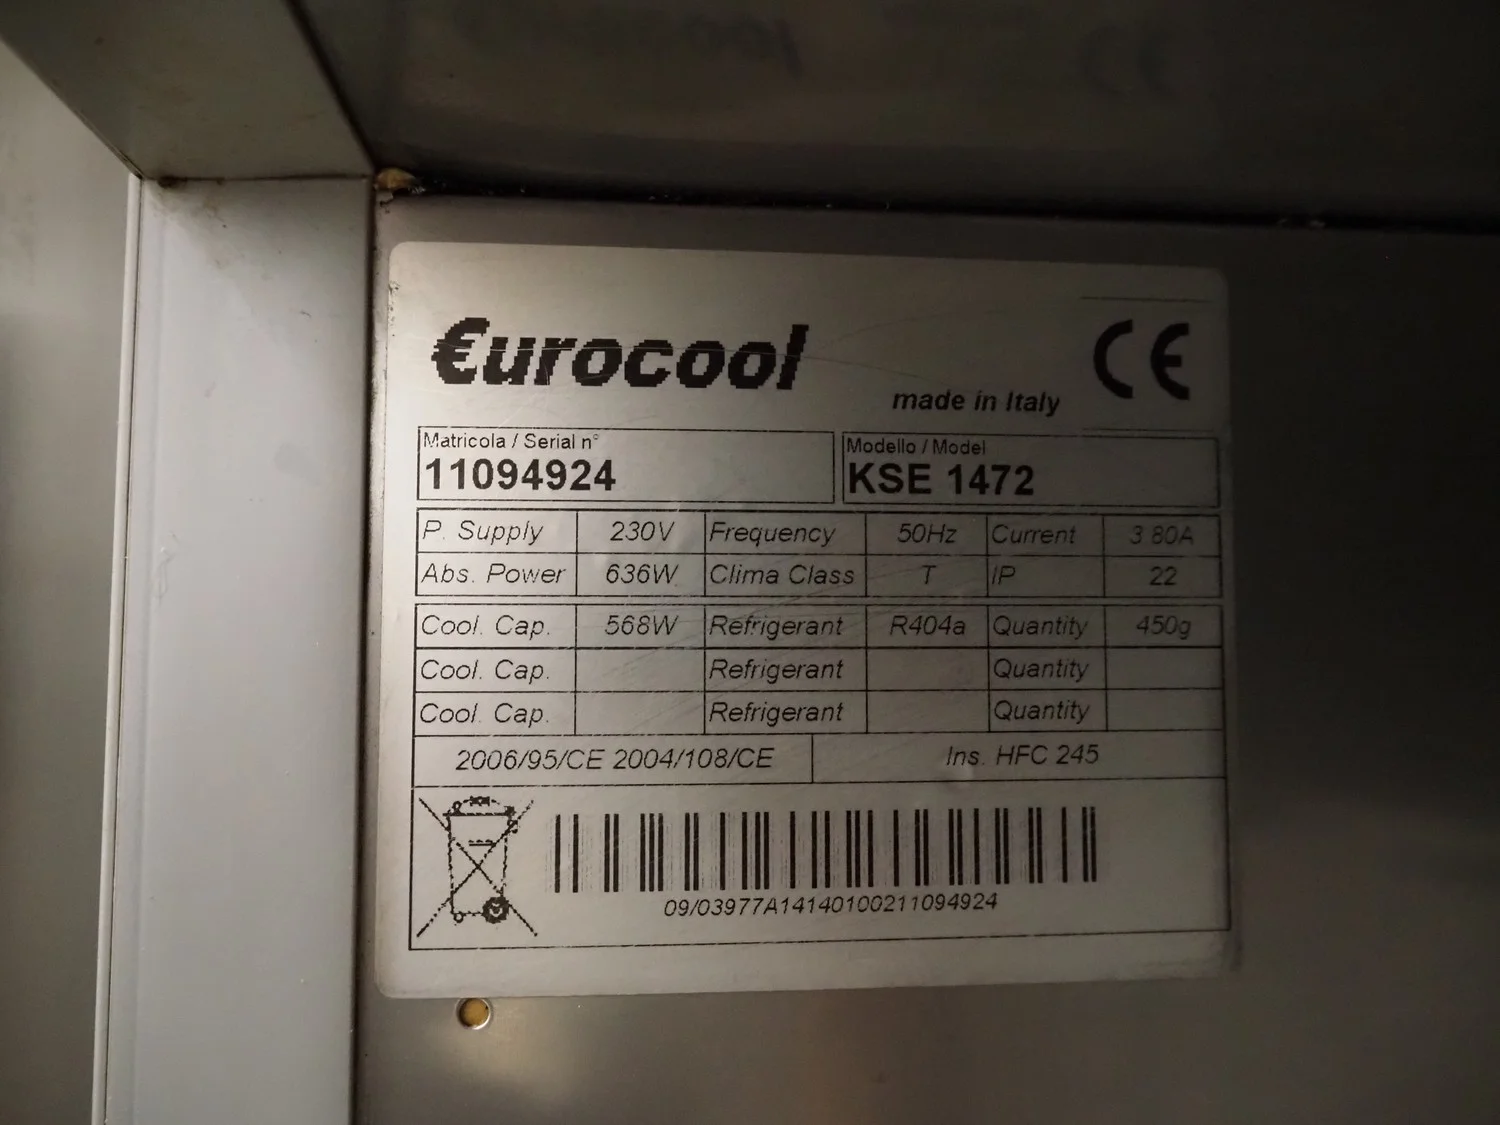 €urocool
made in Italy
CE
Matricola / Serial n°
11094924
Modello / Model
KSE 1472
P. Supply 230V Frequency 50Hz Current 3.80A
Abs. Power 636W Clima Class T IP 22
Cool. Cap. 568W Refrigerant R404a Quantity 450g
Cool. Cap. Refrigerant Quantity
Cool. Cap. Refrigerant Quantity
2006/95/CE 2004/108/CE Ins. HFC 245
09/03977A14140100211094924